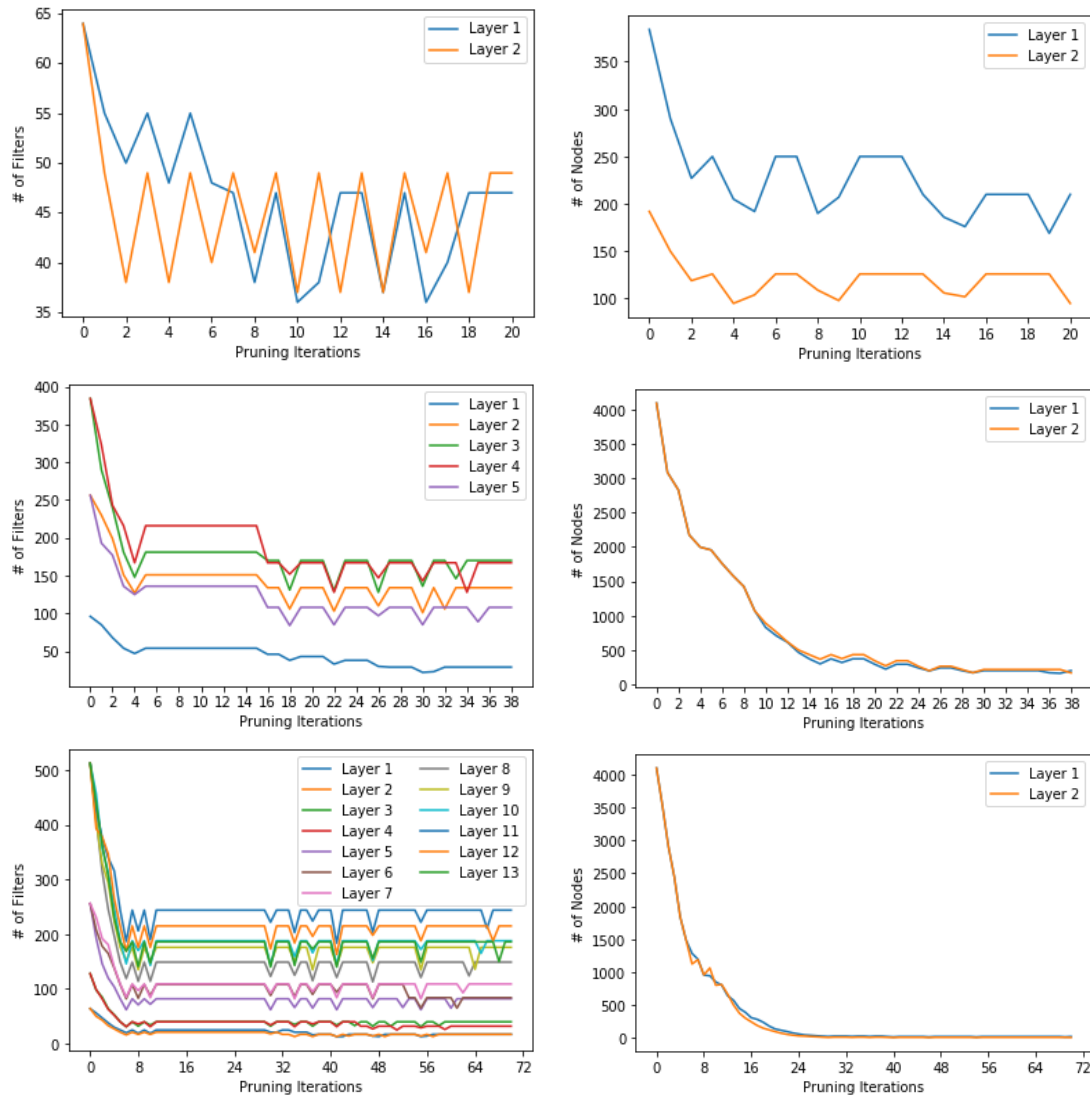 65
60
55
50
45
40
35
# of Filters
Layer 1
Layer 2
0 2 4 6 8 10 12 14 16 18 20
Pruning Iterations
350
300
250
200
150
100
# of Nodes
Layer 1
Layer 2
0 2 4 6 8 10 12 14 16 18 20
Pruning Iterations
400
350
300
250
200
150
100
50
# of Filters
Layer 1
Layer 2
Layer 3
Layer 4
Layer 5
0 2 4 6 8 10 12 14 16 18 20 22 24 26 28 30 32 34 36 38
Pruning Iterations
4000
3500
3000
2500
2000
1500
1000
500
0
# of Nodes
Layer 1
Layer 2
0 2 4 6 8 10 12 14 16 18 20 22 24 26 28 30 32 34 36 38
Pruning Iterations
500
400
300
200
100
0
# of Filters
Layer 1
Layer 2
Layer 3
Layer 4
Layer 5
Layer 6
Layer 7
Layer 8
Layer 9
Layer 10
Layer 11
Layer 12
Layer 13
0 8 16 24 32 40 48 56 64 72
Pruning Iterations
4000
3500
3000
2500
2000
1500
1000
500
0
# of Nodes
Layer 1
Layer 2
0 8 16 24 32 40 48 56 64 72
Pruning Iterations